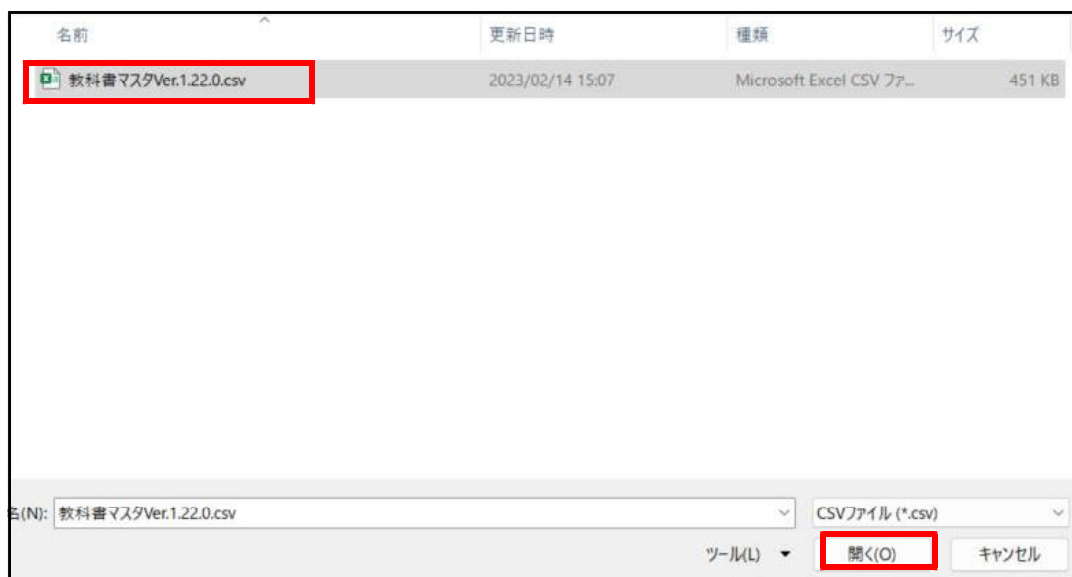 名前 更新日時 種類 サイズ
教科書マスタVer.1.22.0.csv 2023/02/14 15:07 Microsoft Excel CSV ファ... 451 KB
名(N): 教科書マスタVer.1.22.0.csv CSVファイル (*.csv)
ツール(L) 開く(O) キャンセル